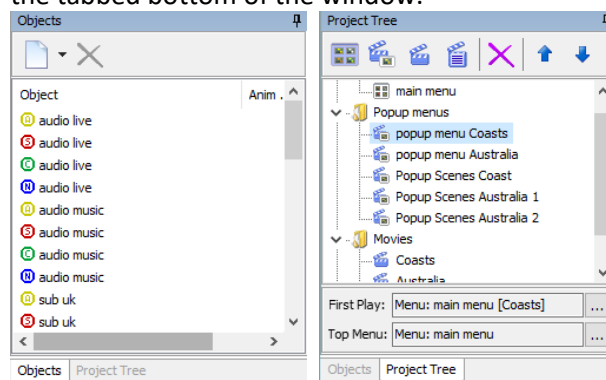 the tabbed bottom of the window.
Objects
Object Anim .
A audio live
S audio live
C audio live
N audio live
A audio music
S audio music
C audio music
N audio music
A sub uk
S sub uk
Objects Project Tree
Project Tree
main menu
Popup menus
popup menu Coasts
popup menu Australia
Popup Scenes Coast
Popup Scenes Australia 1
Popup Scenes Australia 2
Movies
Coasts
Australia
First Play: Menu: main menu [Coasts] ...
Top Menu: Menu: main menu ...
Objects Project Tree